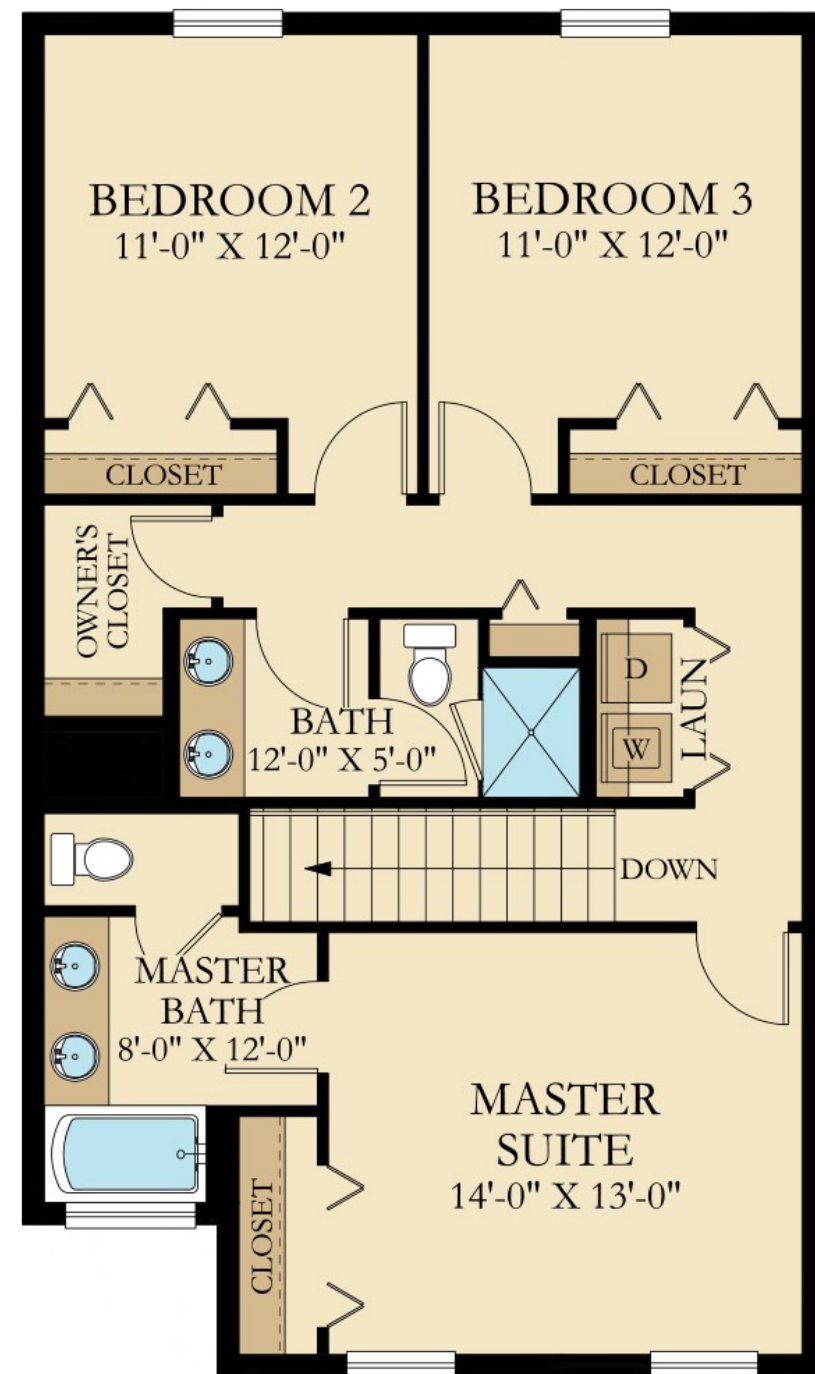 BEDROOM 2
11'-0" X 12'-0"
BEDROOM 3
11'-0" X 12'-0"
CLOSET
CLOSET
OWNER'S
CLOSET
BATH
12'-0" X 5'-0"
D
W
LAUN
DOWN
MASTER
BATH
8'-0" X 12'-0"
MASTER
SUITE
14'-0" X 13'-0"
CLOSET